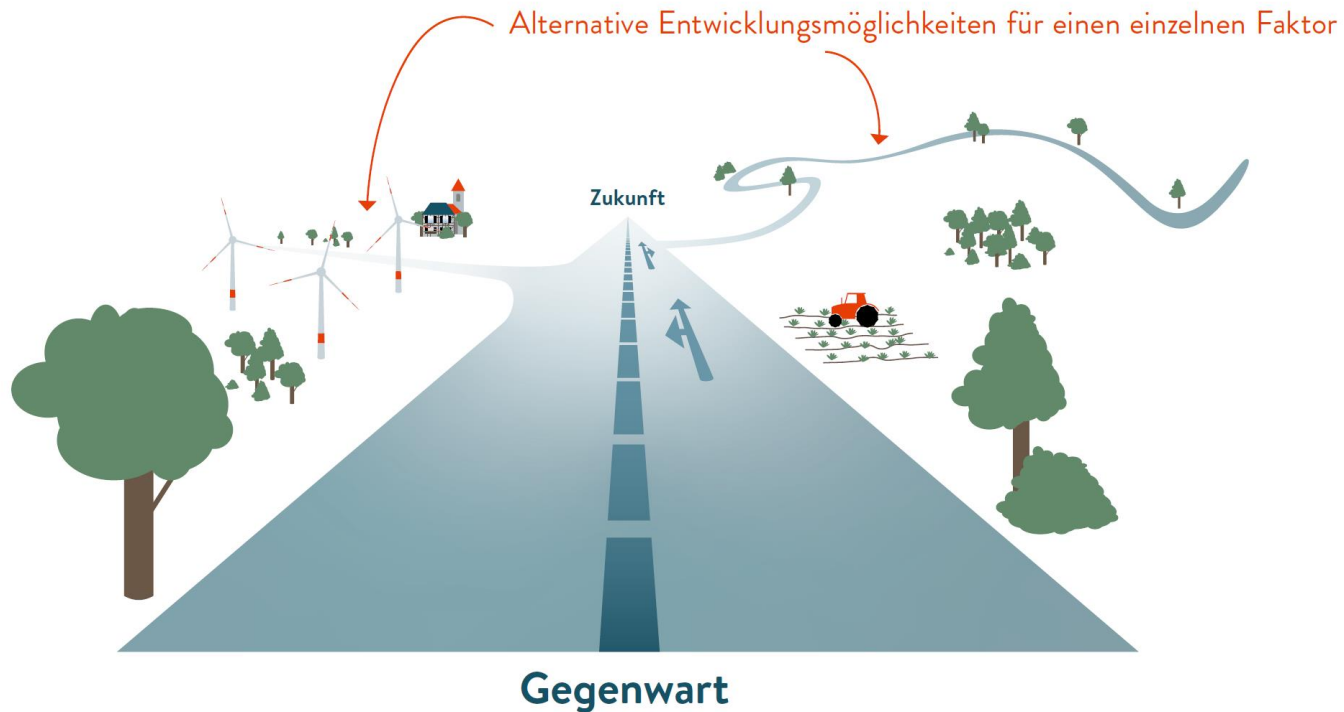 Alternative Entwicklungsmöglichkeiten für einen einzelnen Faktor
Zukunft
Gegenwart